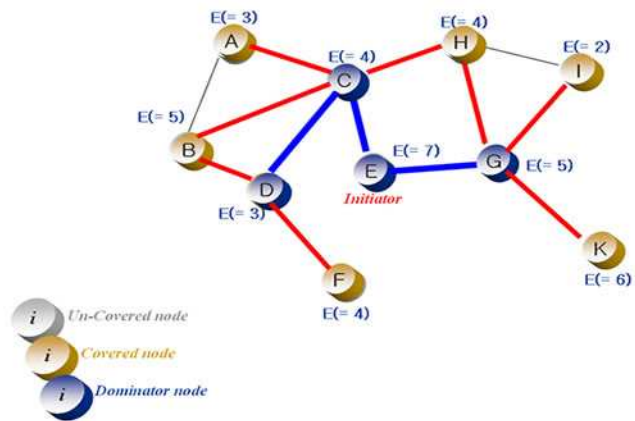 E(= 3)
A
E(= 4)
C
E(= 4)
H
E(= 2)
I
E(= 5)
B
E(= 7)
E
Initiator
G
E(= 5)
D
E(= 3)
F
E(= 4)
K
E(= 6)
i Un-Covered node
i Covered node
i Dominator node